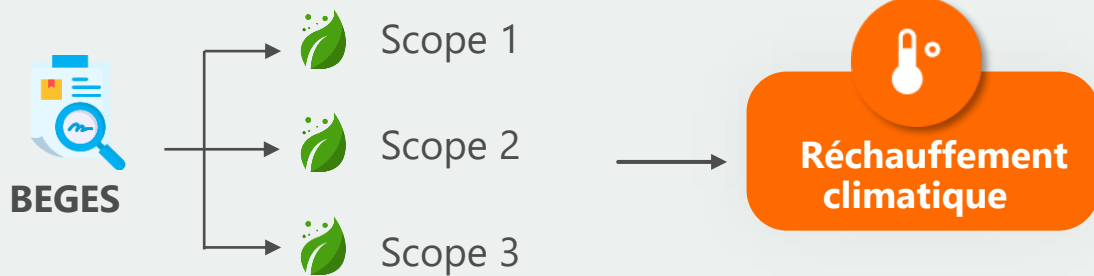 Scope 1
Scope 2
BEGES
Scope 3
Réchauffement
climatique